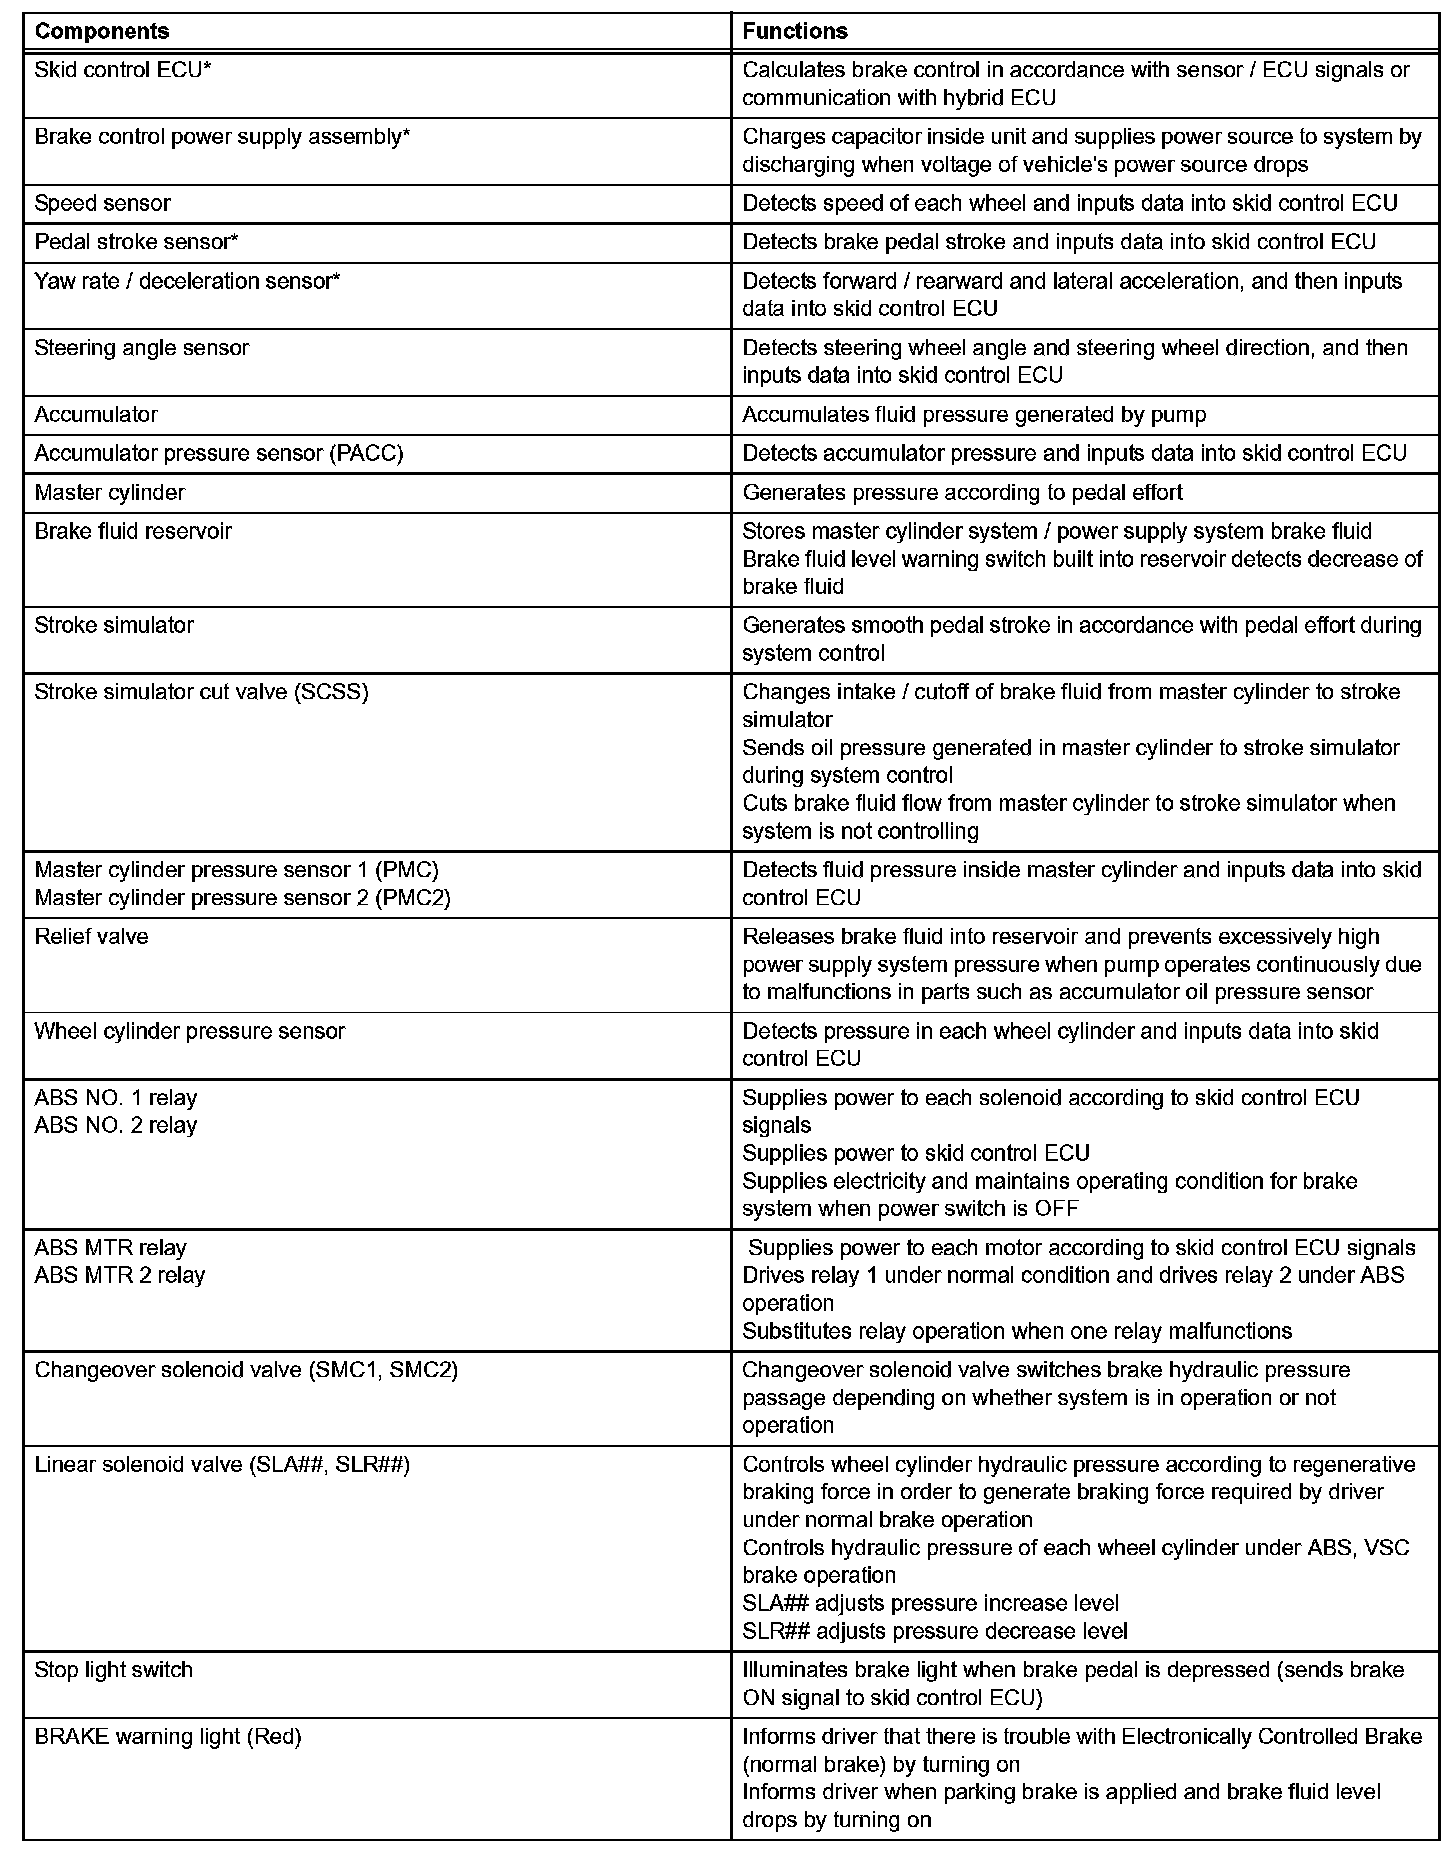 Components
Functions
Skid control ECU*
Calculates brake control in accordance with sensor / ECU signals or
communication with hybrid ECU
Brake control power supply assembly*
Charges capacitor inside unit and supplies power source to system by
discharging when voltage of vehicle's power source drops
Speed sensor
Detects speed of each wheel and inputs data into skid control ECU
Pedal stroke sensor*
Detects brake pedal stroke and inputs data into skid control ECU
Yaw rate / deceleration sensor*
Detects forward / rearward and lateral acceleration, and then inputs
data into skid control ECU
Steering angle sensor
Detects steering wheel angle and steering wheel direction, and then
inputs data into skid control ECU
Accumulator
Accumulates fluid pressure generated by pump
Accumulator pressure sensor (PACC)
Detects accumulator pressure and inputs data into skid control ECU
Master cylinder
Generates pressure according to pedal effort
Brake fluid reservoir
Stores master cylinder system / power supply system brake fluid
Brake fluid level warning switch built into reservoir detects decrease of
brake fluid
Stroke simulator
Generates smooth pedal stroke in accordance with pedal effort during
system control
Stroke simulator cut valve (SCSS)
Changes intake / cutoff of brake fluid from master cylinder to stroke
simulator
Sends oil pressure generated in master cylinder to stroke simulator
during system control
Cuts brake fluid flow from master cylinder to stroke simulator when
system is not controlling
Master cylinder pressure sensor 1 (PMC)
Master cylinder pressure sensor 2 (PMC2)
Detects fluid pressure inside master cylinder and inputs data into skid
control ECU
Relief valve
Releases brake fluid into reservoir and prevents excessively high
power supply system pressure when pump operates continuously due
to malfunctions in parts such as accumulator oil pressure sensor
Wheel cylinder pressure sensor
Detects pressure in each wheel cylinder and inputs data into skid
control ECU
ABS NO. 1 relay
ABS NO. 2 relay
Supplies power to each solenoid according to skid control ECU
signals
Supplies power to skid control ECU
Supplies electricity and maintains operating condition for brake
system when power switch is OFF
ABS MTR relay
ABS MTR 2 relay
Supplies power to each motor according to skid control ECU signals
Drives relay 1 under normal condition and drives relay 2 under ABS
operation
Substitutes relay operation when one relay malfunctions
Changeover solenoid valve (SMC1, SMC2)
Changeover solenoid valve switches brake hydraulic pressure
passage depending on whether system is in operation or not
operation
Linear solenoid valve (SLA##, SLR##)
Controls wheel cylinder hydraulic pressure according to regenerative
braking force in order to generate braking force required by driver
under normal brake operation
Controls hydraulic pressure of each wheel cylinder under ABS, VSC
brake operation
SLA## adjusts pressure increase level
SLR## adjusts pressure decrease level
Stop light switch
Illuminates brake light when brake pedal is depressed (sends brake
ON signal to skid control ECU)
BRAKE warning light (Red)
Informs driver that there is trouble with Electronically Controlled Brake
(normal brake) by turning on
Informs driver when parking brake is applied and brake fluid level
drops by turning on